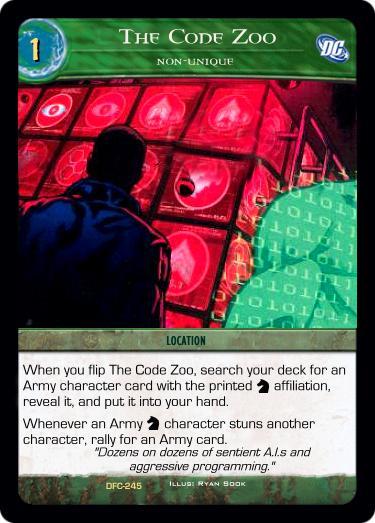 1
The Code Zoo
NON-UNIQUE
DC
LOCATION
When you flip The Code Zoo, search your deck for an
Army character card with the printed affiliation,
reveal it, and put it into your hand.
Whenever an Army character stuns another
character, rally for an Army card.
"Dozens on dozens of sentient A.I.s and
aggressive programming."
DFC-245 Illus: Ryan Sook